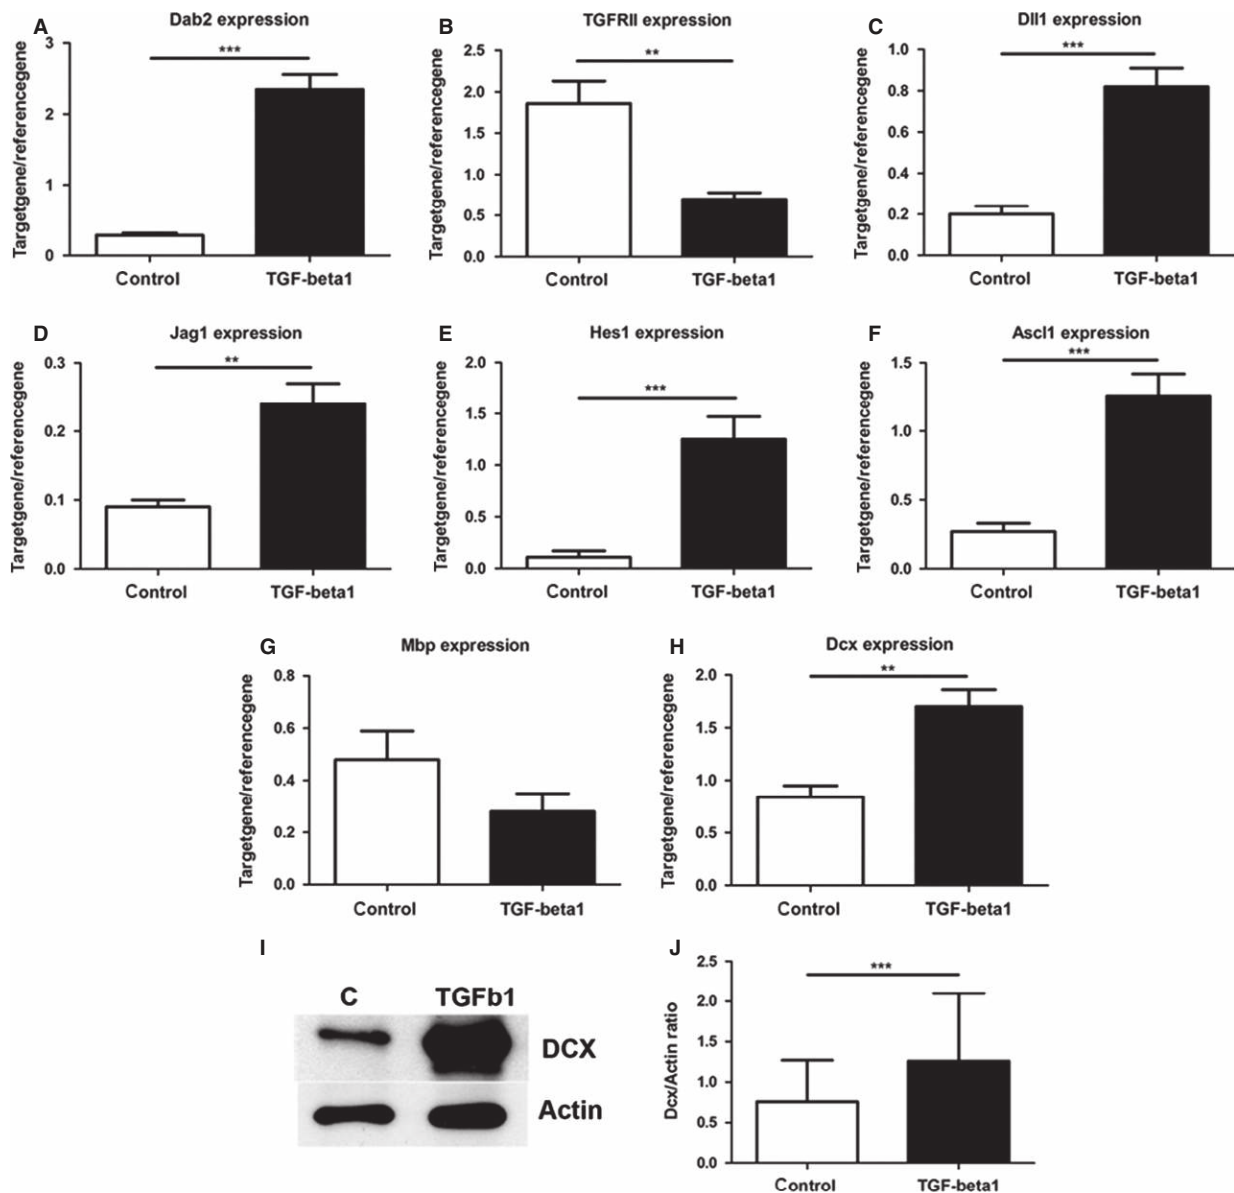 A
Dab2 expression
Targetgene/referencegene
3
2
1
0
***
Control
TGF-beta1
B
TGFRII expression
Targetgene/referencegene
2.5
2.0
1.5
1.0
0.5
0.0
**
Control
TGF-beta1
C
Dll1 expression
Targetgene/referencegene
1.0
0.8
0.6
0.4
0.2
0.0
***
Control
TGF-beta1
D
Jag1 expression
Targetgene/referencegene
0.3
0.2
0.1
0.0
**
Control
TGF-beta1
E
Hes1 expression
Targetgene/referencegene
2.0
1.5
1.0
0.5
0.0
***
Control
TGF-beta1
F
Ascl1 expression
Targetgene/referencegene
1.5
1.0
0.5
0.0
***
Control
TGF-beta1
G
Mbp expression
Targetgene/referencegene
0.8
0.6
0.4
0.2
0.0
Control
TGF-beta1
H
Dcx expression
Targetgene/referencegene
2.0
1.5
1.0
0.5
0.0
**
Control
TGF-beta1
I
C TGFb1
DCX
Actin
J
Dcx/Actin ratio
2.5
2.0
1.5
1.0
0.5
0.0
***
Control
TGF-beta1